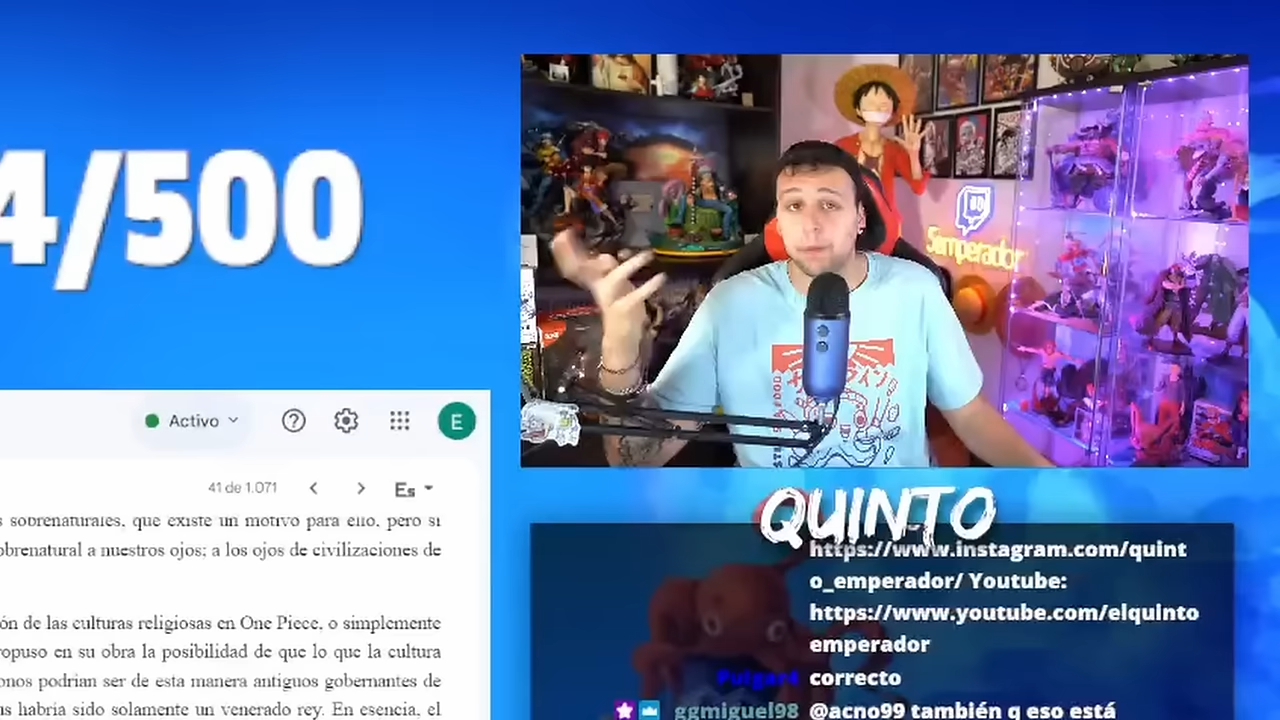 4/500
5imperador
Activo
E
41 de 1.071
Es
s sobrenaturales, que existe un motivo para ello, pero si
obrenatural a nuestros ojos; a los ojos de civilizaciones de
ón de las culturas religiosas en One Piece, o simplemente
ropuso en su obra la posibilidad de que lo que la cultura
onos podrian ser de esta manera antiguos gobernantes de
us habría sido solamente un venerado rey. En esencia, el
QUINTO
https://www.instagram.com/quint
o_emperador/ Youtube:
https://www.youtube.com/elquinto
emperador
Pulgar4 correcto
ggmiguel98 @acno99 también q eso está